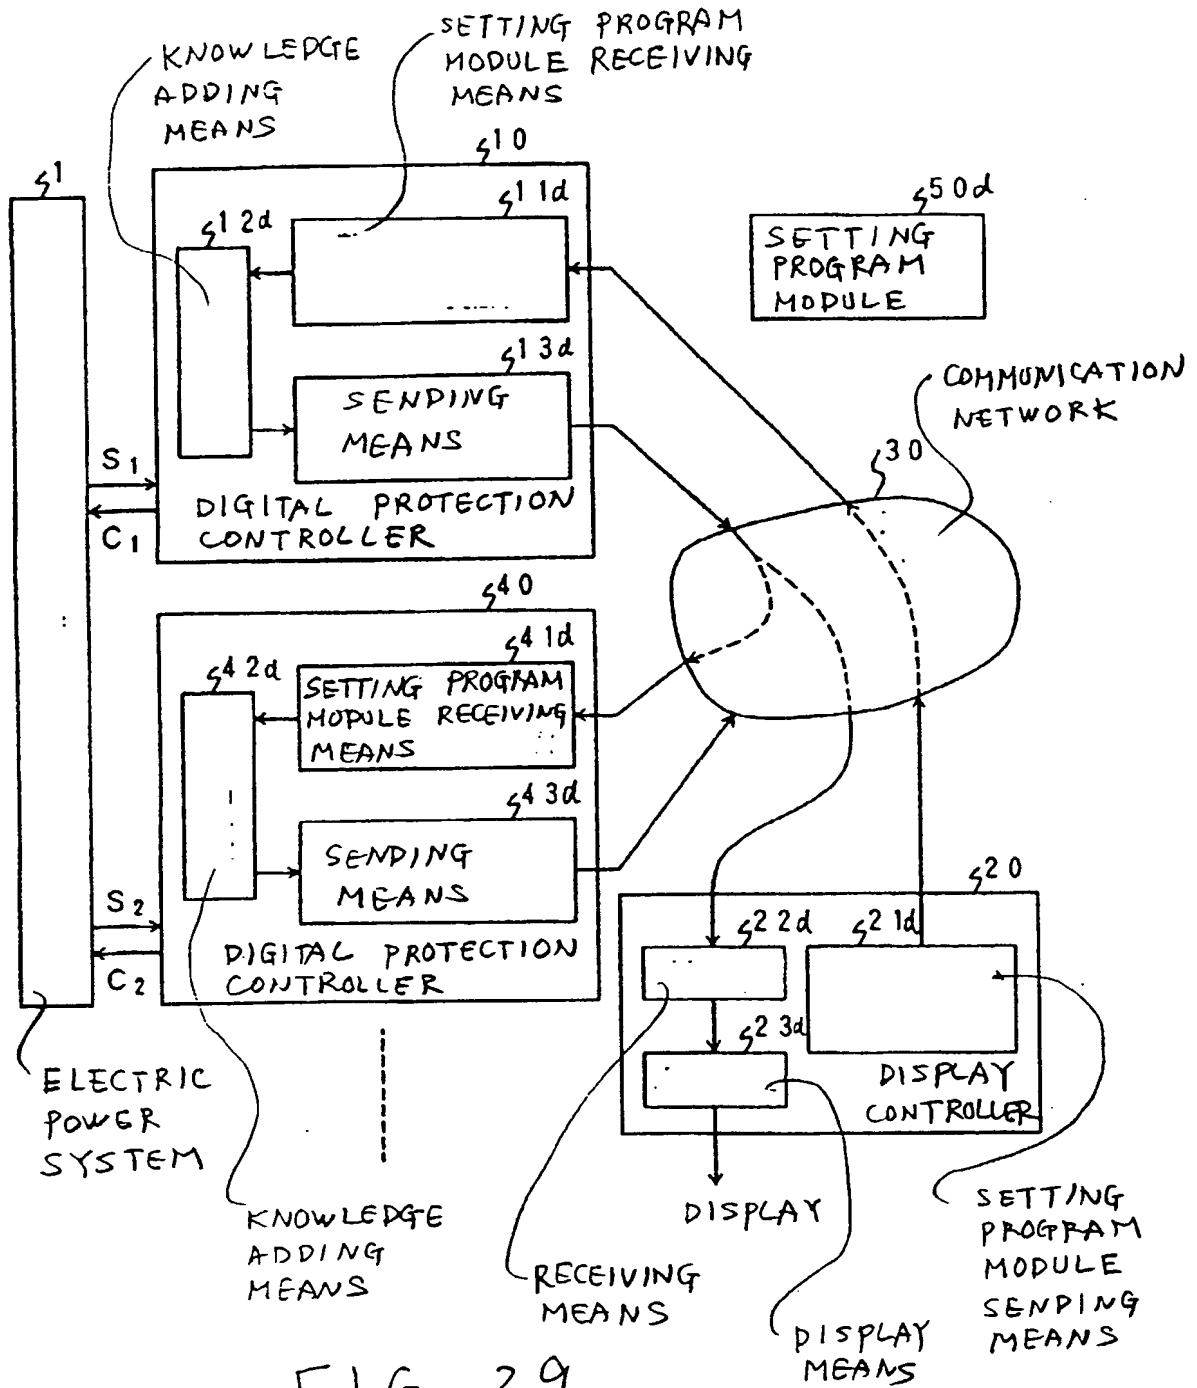 SETTING PROGRAM
MODULE RECEIVING
MEANS
KNOWLEDGE
ADDING
MEANS
1
10
11d
12d
13d
SENDING
MEANS
DIGITAL PROTECTION
CONTROLLER
S1
C1
50d
SETTING
PROGRAM
MODULE
COMMUNICATION
NETWORK
30
40
41d
42d
SETTING PROGRAM
MODULE RECEIVING
MEANS
43d
SENDING
MEANS
DIGITAL PROTECTION
CONTROLLER
S2
C2
20
22d
21d
23d
DISPLAY
CONTROLLER
ELECTRIC
POWER
SYSTEM
KNOWLEDGE
ADDING
MEANS
DISPLAY
RECEIVING
MEANS
DISPLAY
MEANS
SETTING
PROGRAM
MODULE
SENDING
MEANS
FIG. 29